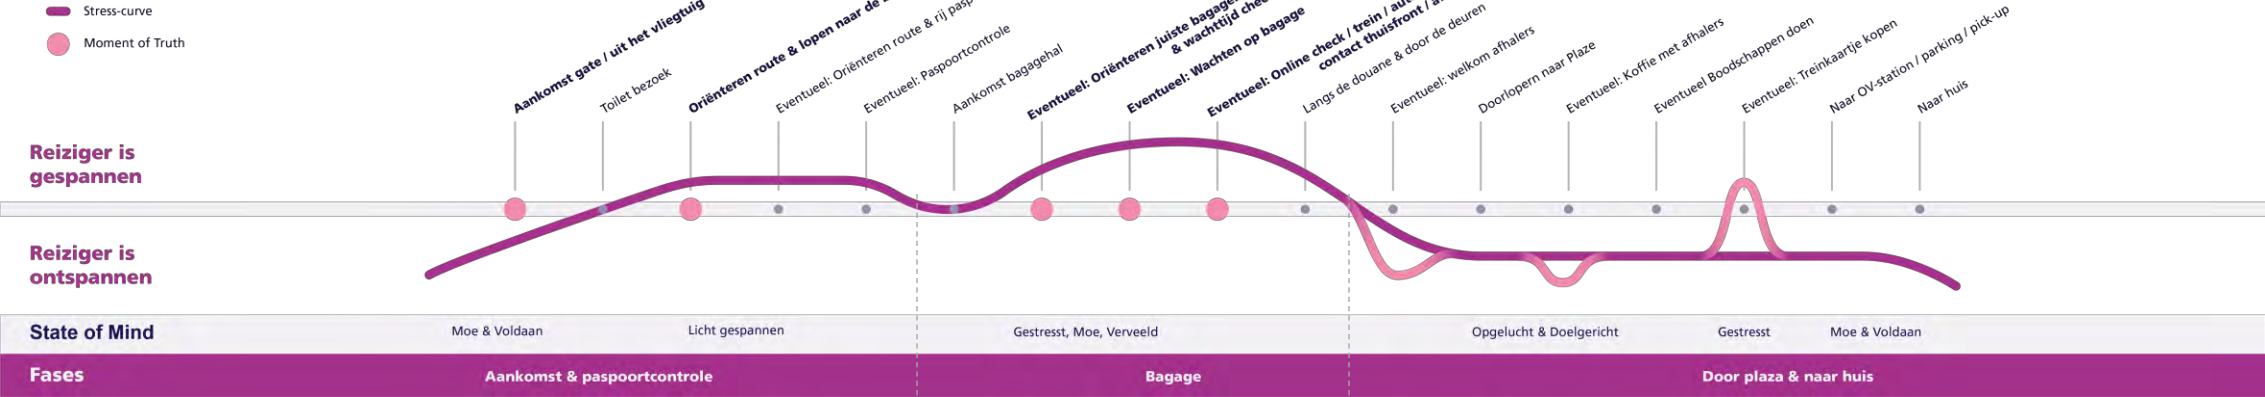 Stress-curve
Moment of Truth
Aankomst gate / uit het vliegtuig
Toilet bezoek
Oriënteren route & lopen naar de
Eventueel: Oriënteren route & rij
Eventueel: Paspoortcontrole
Aankomst bagagehal
Eventueel: Oriënteren juiste
& wachttijd
Eventueel: Wachten op bagage
Eventueel: Online check / trein /
contact thuisfront /
Langs de douane & door de deuren
Eventueel: welkom afhalers
Doorlopen naar Plaze
Eventueel: Koffie met afhalers
Eventueel Boodschappen doen
Eventueel: Treinkaartje kopen
Naar OV-station / parking / pick-up
Naar huis
Reiziger is
gespannen
Reiziger is
ontspannen
State of Mind
Moe & Voldaan
Licht gespannen
Gestresst, Moe, Verveeld
Opgelucht & Doelgericht
Gestresst
Moe & Voldaan
Fases
Aankomst & paspoortcontrole
Bagage
Door plaza & naar huis